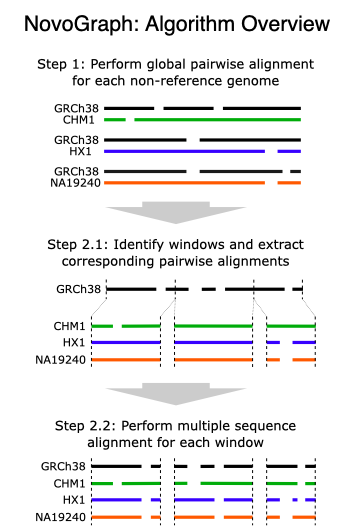 NovoGraph: Algorithm Overview
Step 1: Perform global pairwise alignment
for each non-reference genome
GRCh38
CHM1
GRCh38
HX1
GRCh38
NA19240
Step 2.1: Identify windows and extract
corresponding pairwise alignments
GRCh38
CHM1
HX1
NA19240
Step 2.2: Perform multiple sequence
alignment for each window
GRCh38
CHM1
HX1
NA19240